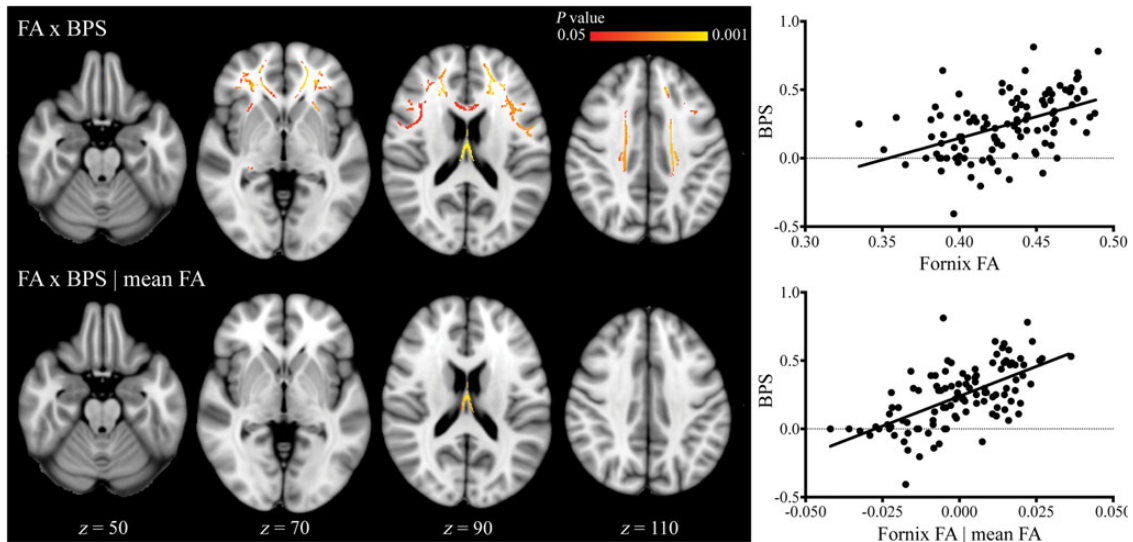 FA x BPS
P value
0.05 0.001
FA x BPS | mean FA
z = 50 z = 70 z = 90 z = 110
BPS
1.0
0.5
0.0
-0.5
0.30 0.35 0.40 0.45 0.50
Fornix FA
BPS
1.0
0.5
0.0
-0.5
-0.050 -0.025 0.000 0.025 0.050
Fornix FA | mean FA